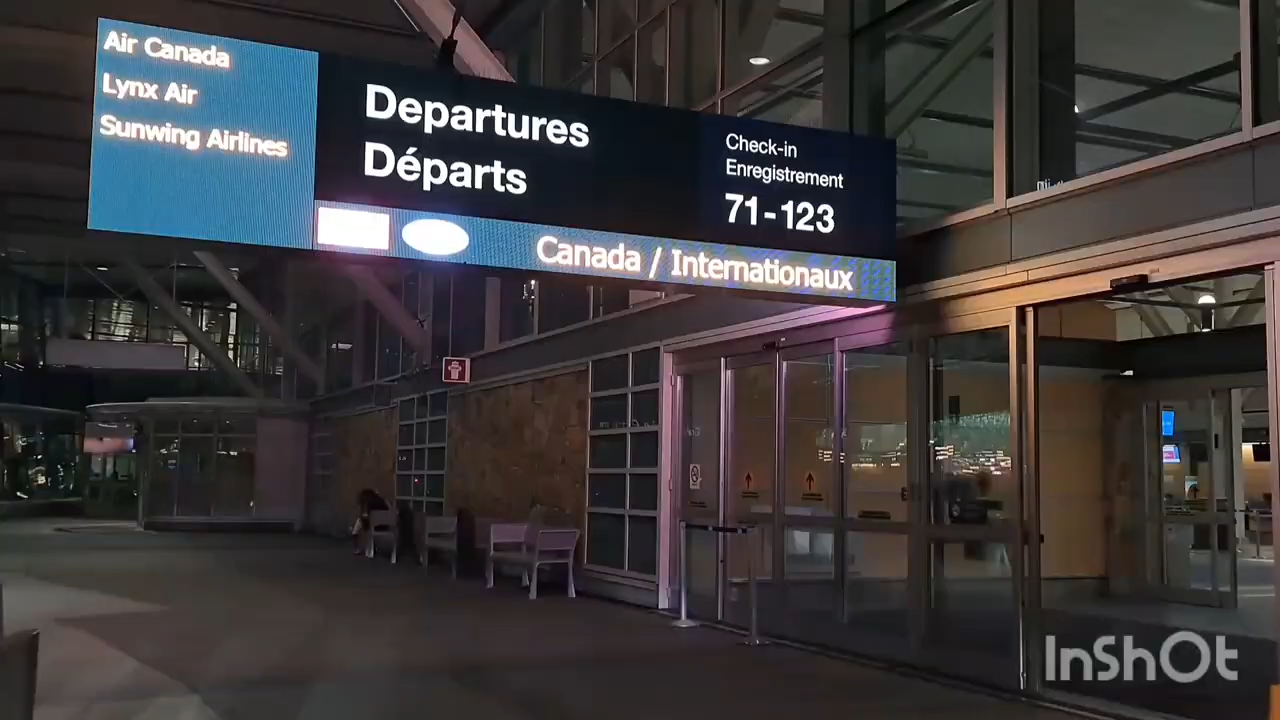 Air Canada
Lynx Air
Sunwing Airlines
Departures
Départs
Check-in
Enregistrement
71-123
Canada / Internationaux
InShOt